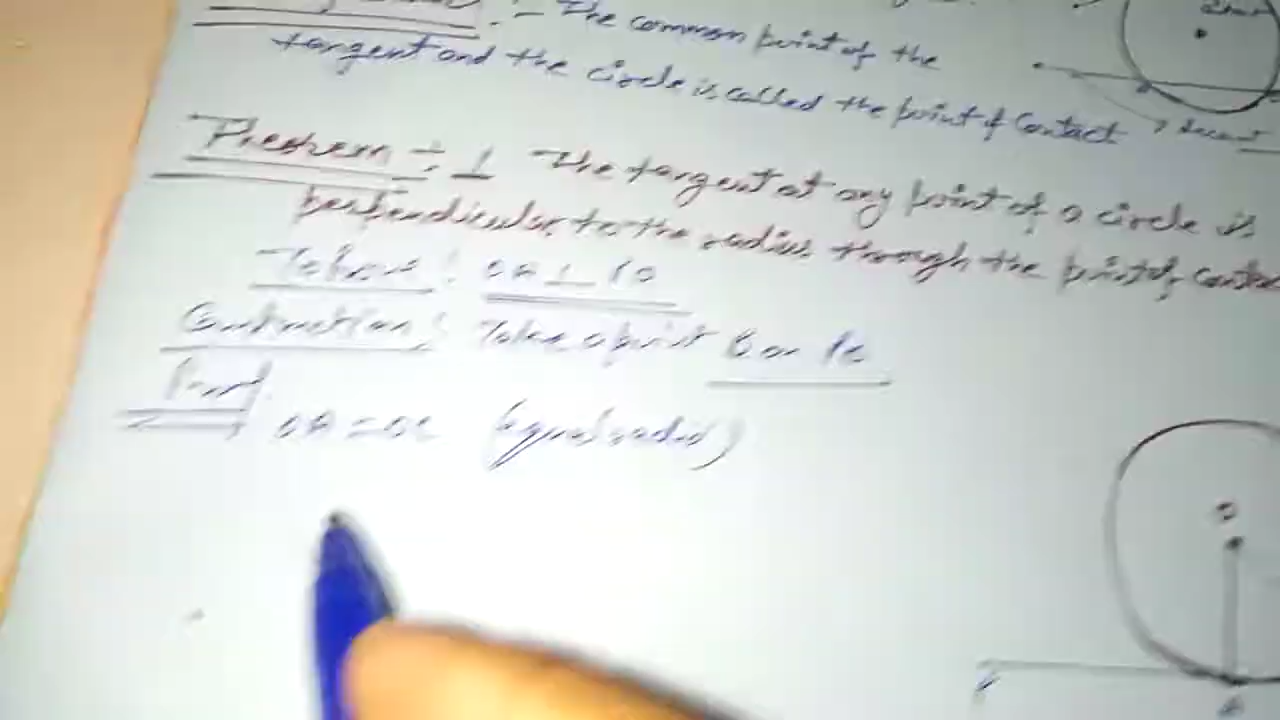 :- The common point of the
tangent and the circle is called the point of Contact
Theorem :- 1 The tangent at any point of a circle is
perpendicular to the radius through the point of
To prove : OA ⊥
Construction : Take a point B on
Proof
OA = OC (equal radii)
O
A